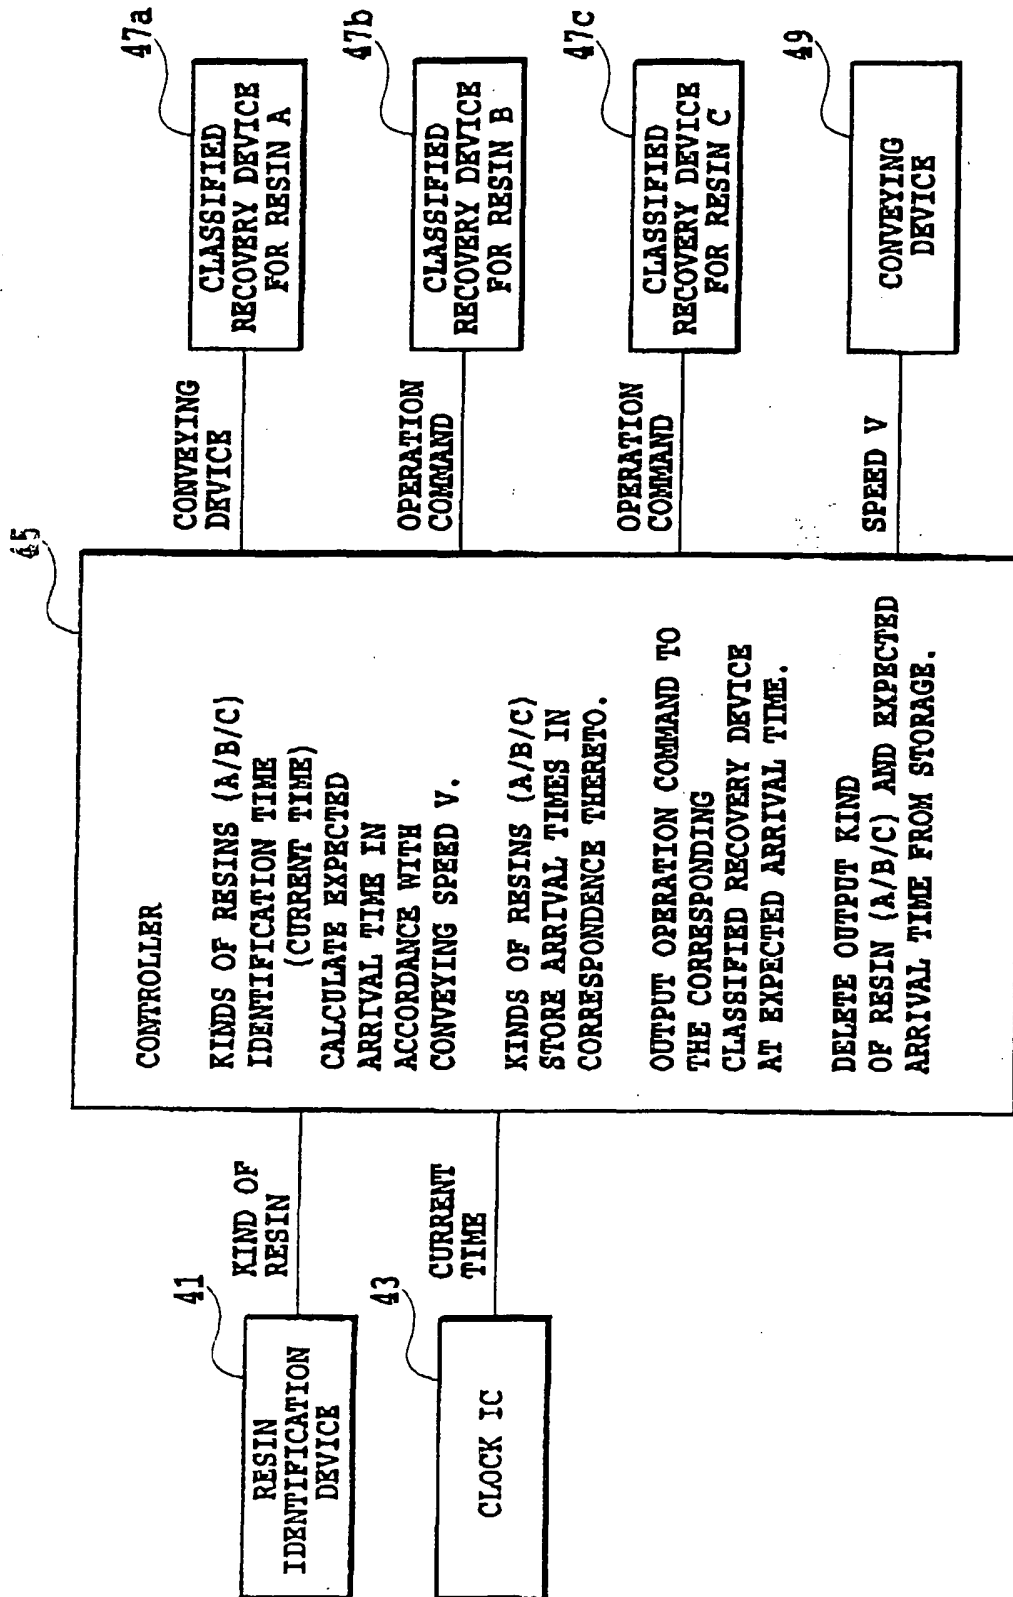 41
RESIN
IDENTIFICATION
DEVICE
KIND OF
RESIN
43
CLOCK IC
CURRENT
TIME
45
CONTROLLER
KINDS OF RESINS (A/B/C)
IDENTIFICATION TIME
(CURRENT TIME)
CALCULATE EXPECTED
ARRIVAL TIME IN
ACCORDANCE WITH
CONVEYING SPEED V.
KINDS OF RESINS (A/B/C)
STORE ARRIVAL TIMES IN
CORRESPONDENCE THERETO.
OUTPUT OPERATION COMMAND TO
THE CORRESPONDING
CLASSIFIED RECOVERY DEVICE
AT EXPECTED ARRIVAL TIME.
DELETE OUTPUT KIND
OF RESIN (A/B/C) AND EXPECTED
ARRIVAL TIME FROM STORAGE.
CONVEYING
DEVICE
47a
CLASSIFIED
RECOVERY DEVICE
FOR RESIN A
OPERATION
COMMAND
47b
CLASSIFIED
RECOVERY DEVICE
FOR RESIN B
OPERATION
COMMAND
47c
CLASSIFIED
RECOVERY DEVICE
FOR RESIN C
SPEED V
49
CONVEYING
DEVICE